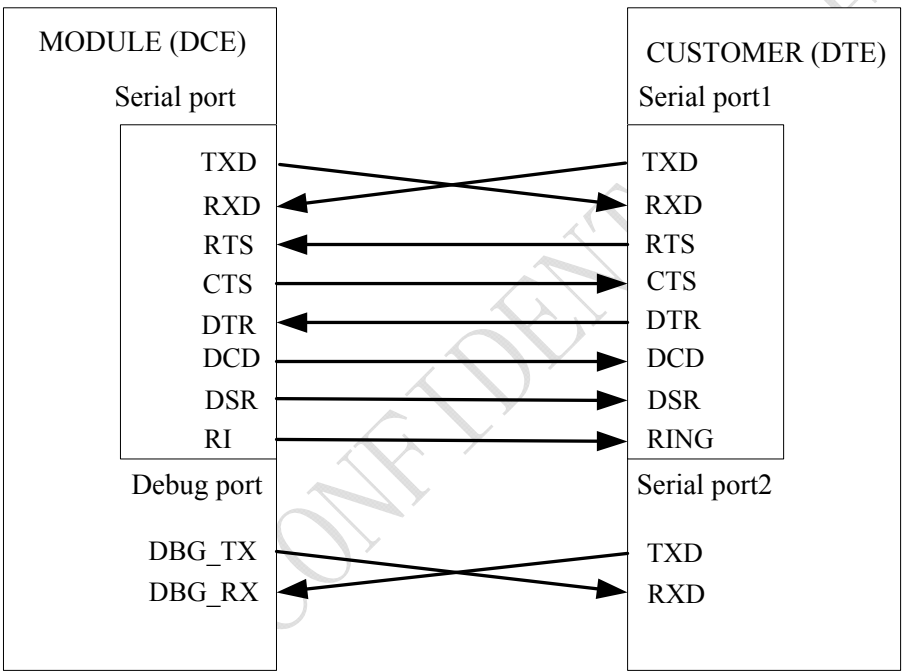 MODULE (DCE)
Serial port
TXD
RXD
RTS
CTS
DTR
DCD
DSR
RI
Debug port
DBG_TX
DBG_RX
CUSTOMER (DTE)
Serial port1
TXD
RXD
RTS
CTS
DTR
DCD
DSR
RING
Serial port2
TXD
RXD
CONFIDENT